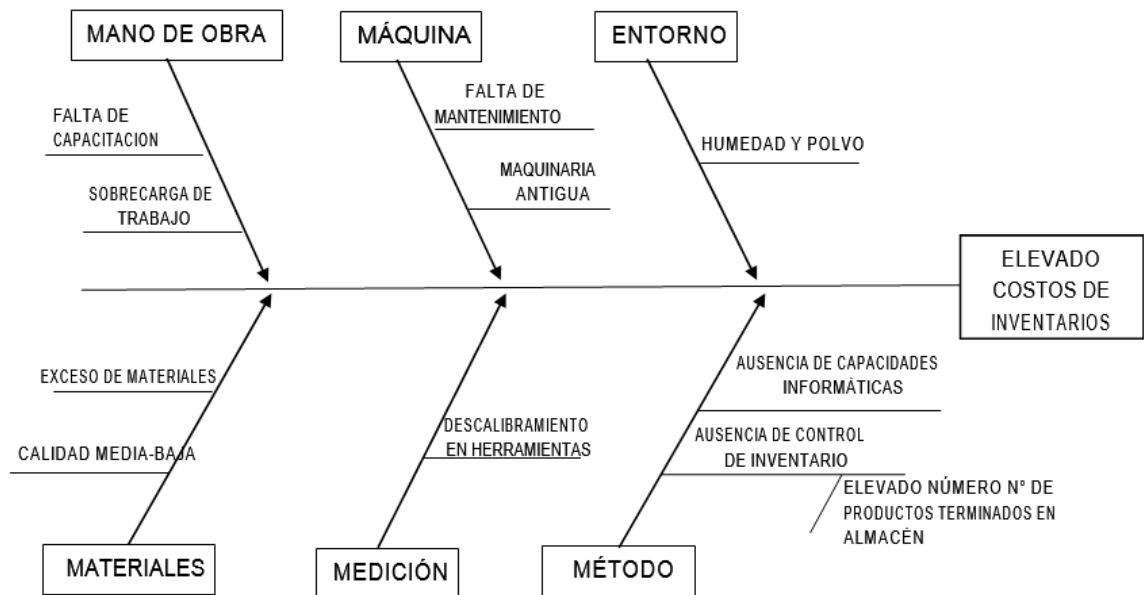 MANO DE OBRA
MÁQUINA
ENTORNO
FALTA DE
CAPACITACION
SOBRECARGA DE
TRABAJO
FALTA DE
MANTENIMIENTO
MAQUINARIA
ANTIGUA
HUMEDAD Y POLVO
ELEVADO
COSTOS DE
INVENTARIOS
EXCESO DE MATERIALES
CALIDAD MEDIA-BAJA
DESCALIBRAMIENTO
EN HERRAMIENTAS
AUSENCIA DE CAPACIDADES
INFORMÁTICAS
AUSENCIA DE CONTROL
DE INVENTARIO
ELEVADO NÚMERO N° DE
PRODUCTOS TERMINADOS EN
ALMACÉN
MATERIALES
MEDICIÓN
MÉTODO